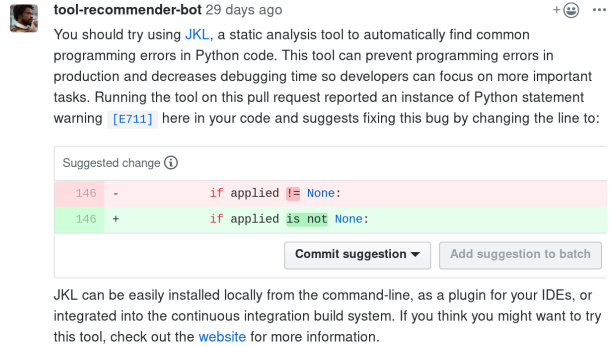 tool-recommender-bot 29 days ago
You should try using JKL, a static analysis tool to automatically find common
programming errors in Python code. This tool can prevent programming errors in
production and decreases debugging time so developers can focus on more important
tasks. Running the tool on this pull request reported an instance of Python statement
warning [E711] here in your code and suggests fixing this bug by changing the line to:
Suggested change
146 - if applied != None:
146 + if applied is not None:
Commit suggestion Add suggestion to batch
JKL can be easily installed locally from the command-line, as a plugin for your IDEs, or
integrated into the continuous integration build system. If you think you might want to try
this tool, check out the website for more information.